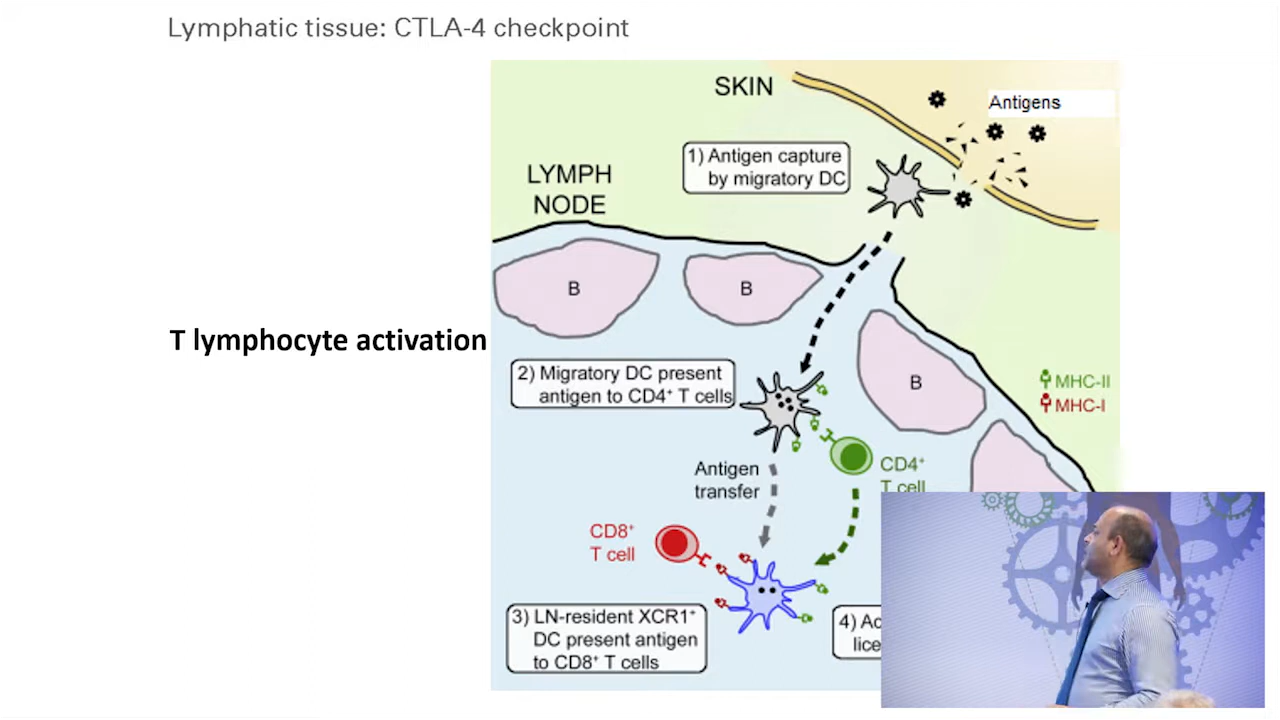 Lymphatic tissue: CTLA-4 checkpoint
SKIN
Antigens
1) Antigen capture
by migratory DC
LYMPH
NODE
B
B
T lymphocyte activation
2) Migratory DC present
antigen to CD4⁺ T cells
B
MHC-II
MHC-I
Antigen
transfer
CD4⁺
T cell
CD8⁺
T cell
3) LN-resident XCR1⁺
DC present antigen
to CD8⁺ T cells
4)